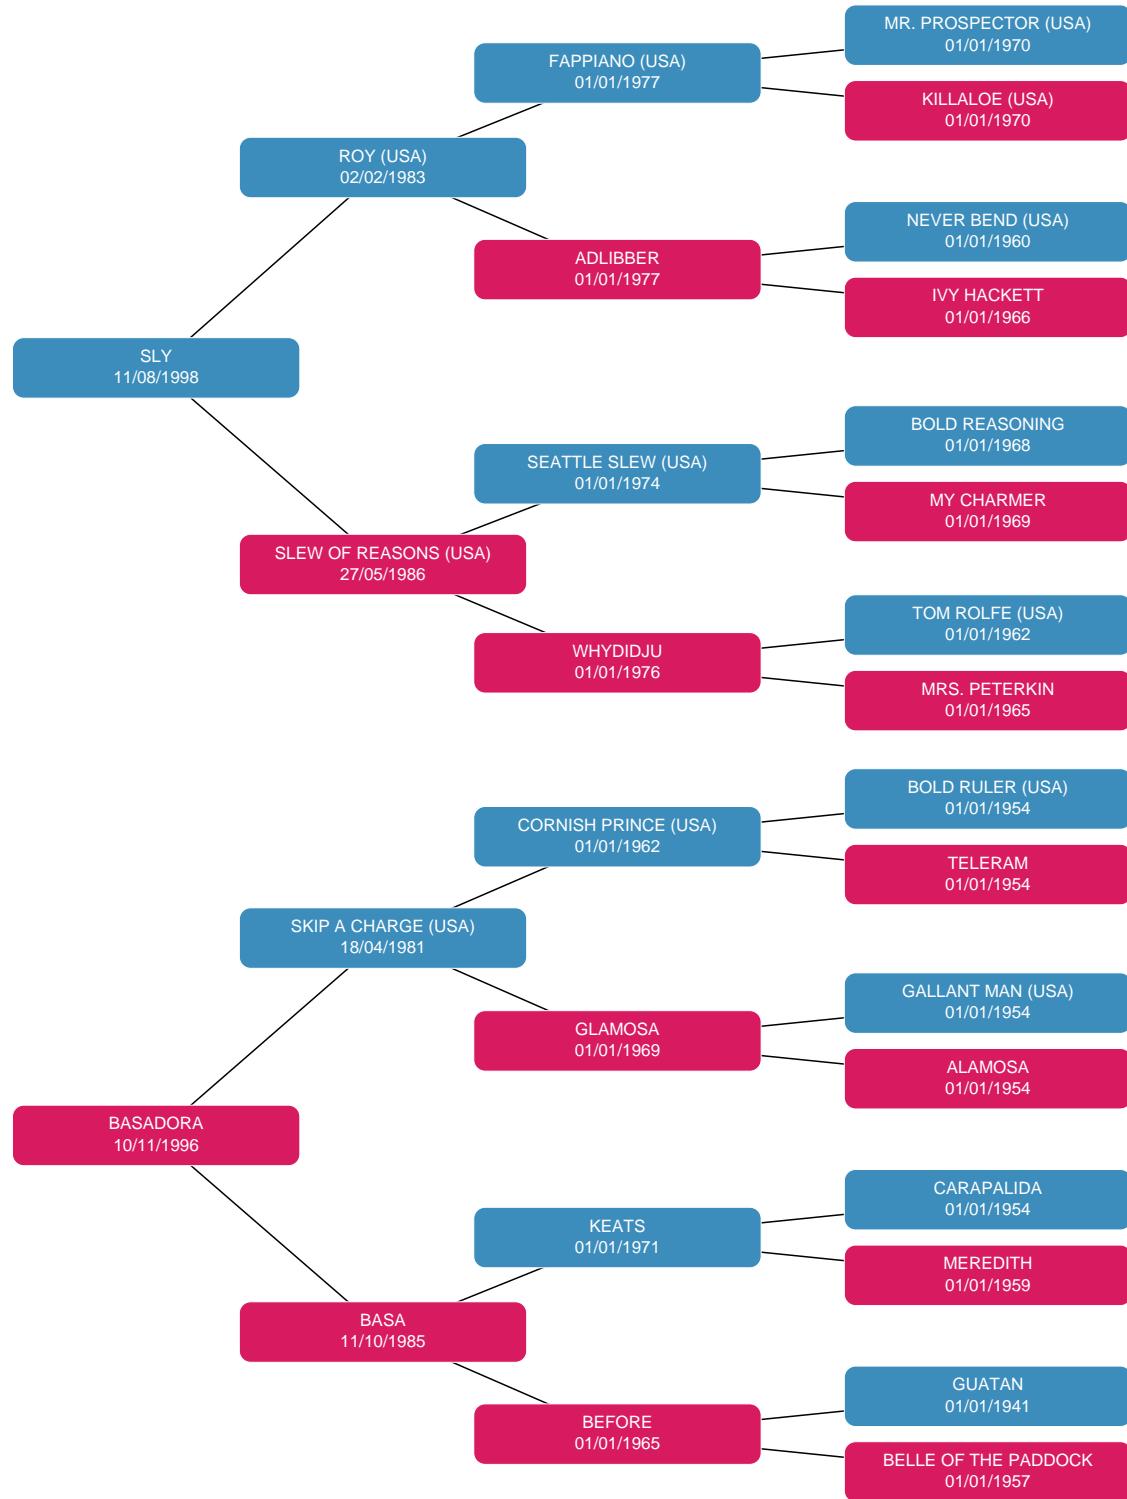 MR. PROSPECTOR (USA)
01/01/1970
FAPPIANO (USA)
01/01/1977
KILLALOE (USA)
01/01/1970
ROY (USA)
02/02/1983
NEVER BEND (USA)
01/01/1960
ADLIBBER
01/01/1977
IVY HACKETT
01/01/1966
SLY
11/08/1998
BOLD REASONING
01/01/1968
SEATTLE SLEW (USA)
01/01/1974
MY CHARMER
01/01/1969
SLEW OF REASONS (USA)
27/05/1986
TOM ROLFE (USA)
01/01/1962
WHYDIDJU
01/01/1976
MRS. PETERKIN
01/01/1965
BOLD RULER (USA)
01/01/1954
CORNISH PRINCE (USA)
01/01/1962
TELERAM
01/01/1954
SKIP A CHARGE (USA)
18/04/1981
GALLANT MAN (USA)
01/01/1954
GLAMOSA
01/01/1969
ALAMOSA
01/01/1954
BASADORA
10/11/1996
CARAPALIDA
01/01/1954
KEATS
01/01/1971
MEREDITH
01/01/1959
BASA
11/10/1985
GUATAN
01/01/1941
BEFORE
01/01/1965
BELLE OF THE PADDOCK
01/01/1957